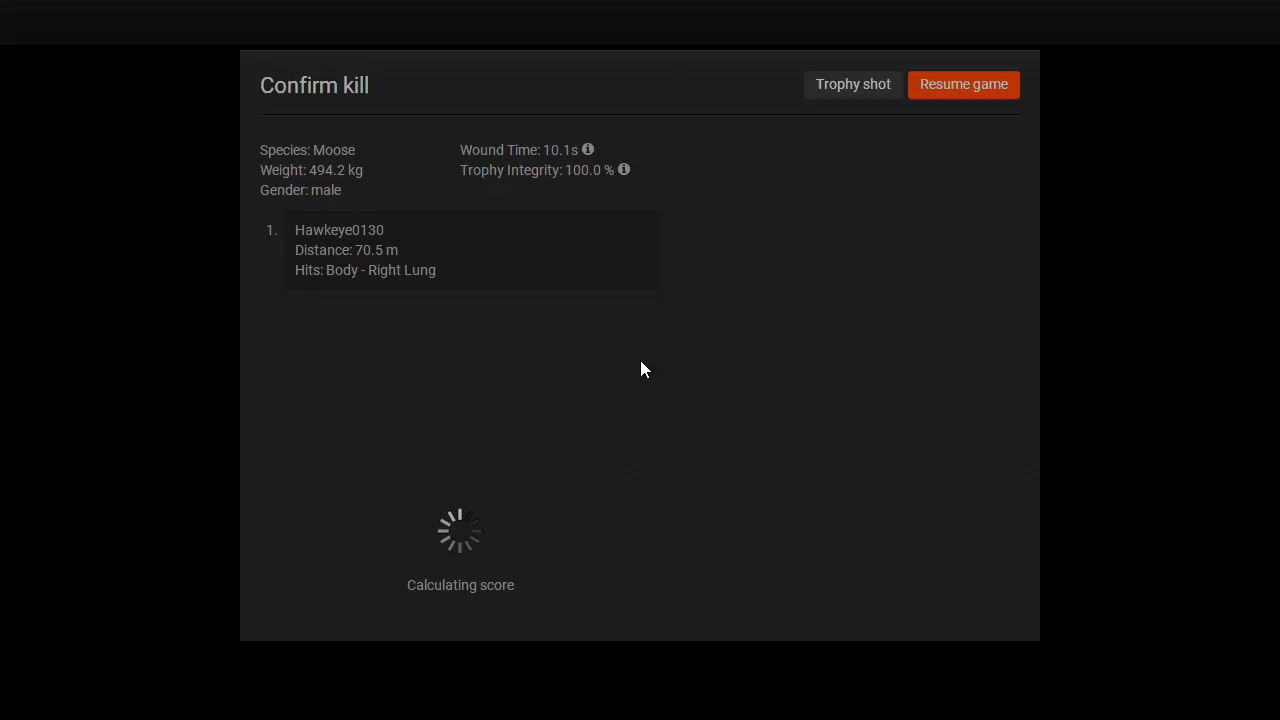 Confirm kill
Trophy shot
Resume game
Species: Moose
Weight: 494.2 kg
Gender: male
Wound Time: 10.1s
Trophy Integrity: 100.0 %
1.
Hawkeye0130
Distance: 70.5 m
Hits: Body - Right Lung
Calculating score